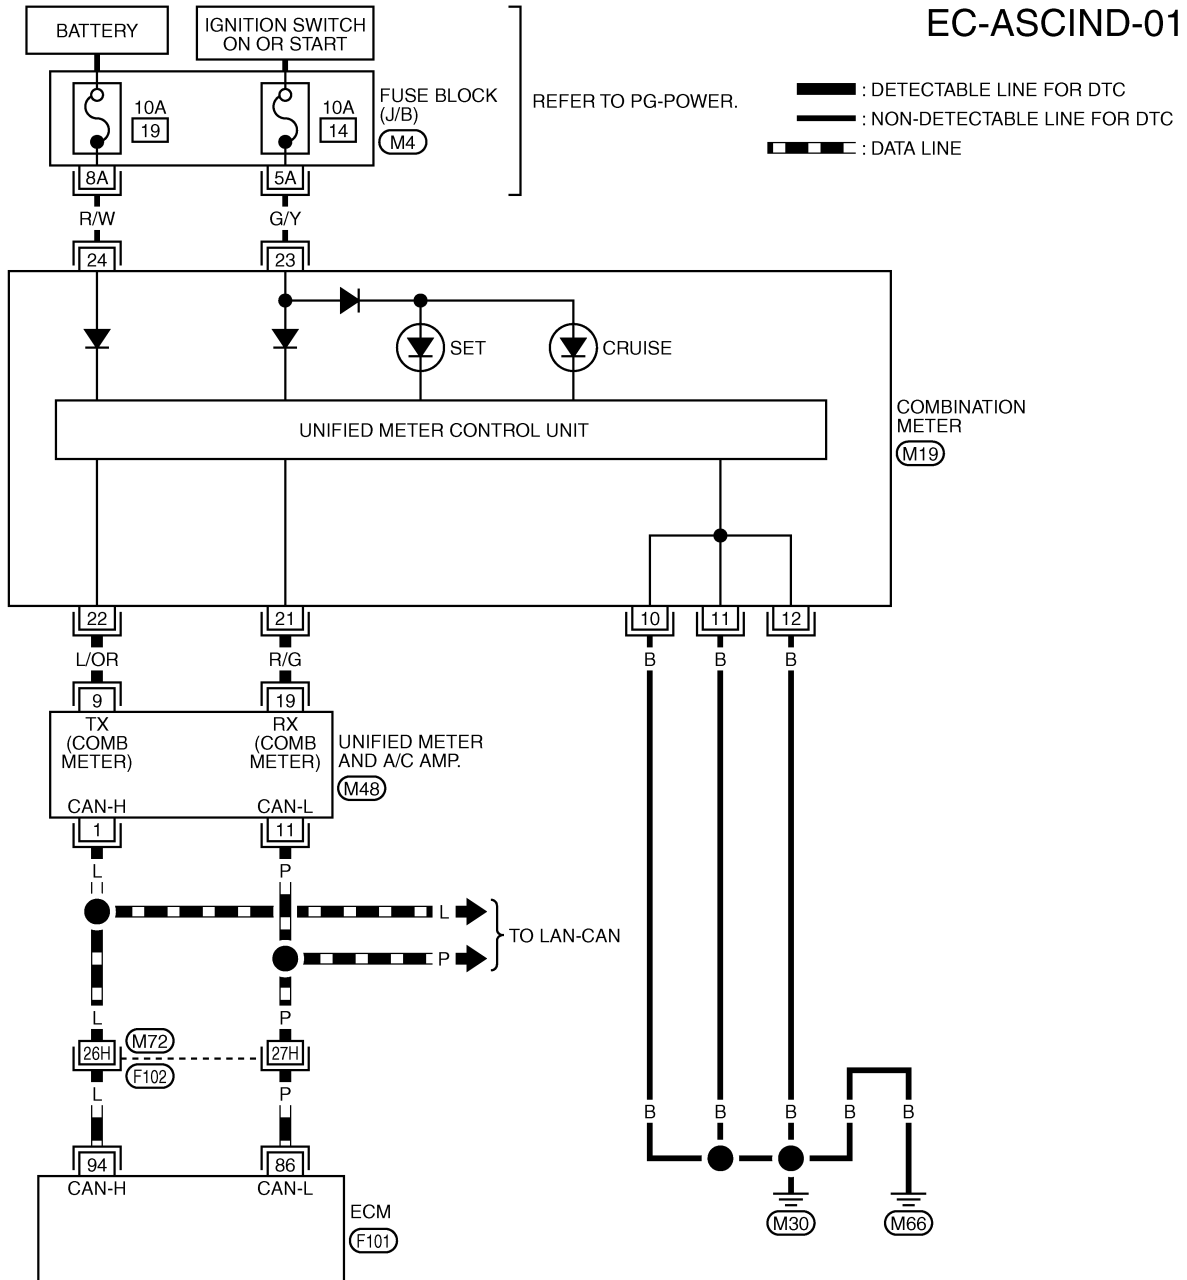 EC-ASCIND-01
BATTERY
IGNITION SWITCH
ON OR START
10A
19
10A
14
FUSE BLOCK
(J/B)
M4
REFER TO PG-POWER.
: DETECTABLE LINE FOR DTC
: NON-DETECTABLE LINE FOR DTC
: DATA LINE
8A
5A
R/W
G/Y
24
23
SET
CRUISE
UNIFIED METER CONTROL UNIT
COMBINATION
METER
M19
22
21
10
11
12
L/OR
R/G
B
B
B
9
19
TX
(COMB
METER)
RX
(COMB
METER)
UNIFIED METER
AND A/C AMP.
M48
CAN-H
CAN-L
1
11
L
P
L
P
TO LAN-CAN
L
P
26H
M72
F102
27H
L
P
B
B
B
B
B
94
86
CAN-H
CAN-L
ECM
F101
M30
M66